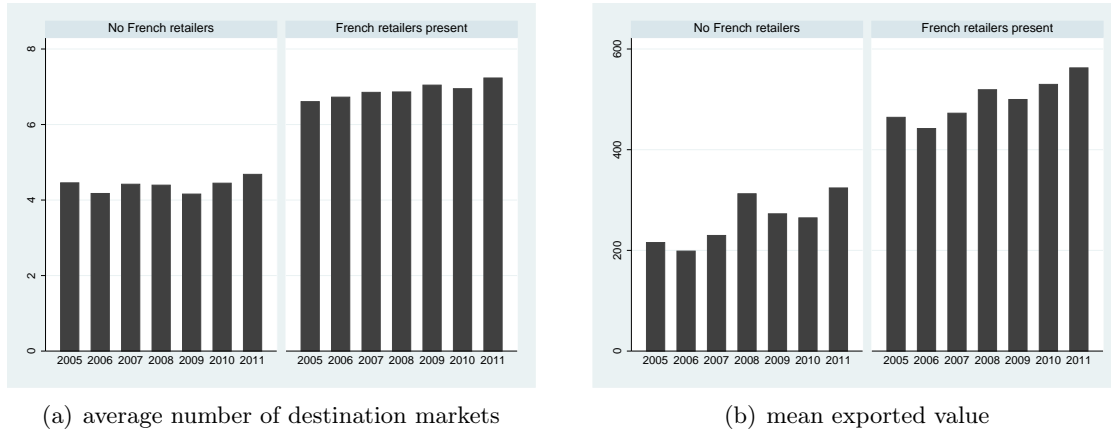 No French retailers
French retailers present
8
6
4
2
0
2005 2006 2007 2008 2009 2010 2011
2005 2006 2007 2008 2009 2010 2011
(a) average number of destination markets
No French retailers
French retailers present
600
400
200
0
2005 2006 2007 2008 2009 2010 2011
2005 2006 2007 2008 2009 2010 2011
(b) mean exported value